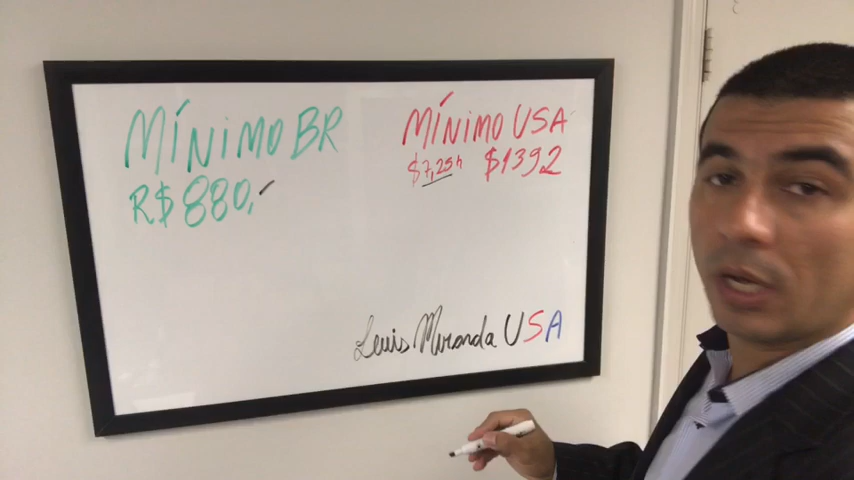 MÍNIMO BR
R$ 880,-
MÍNIMO USA
$7,25h $1392
Luis Miranda USA